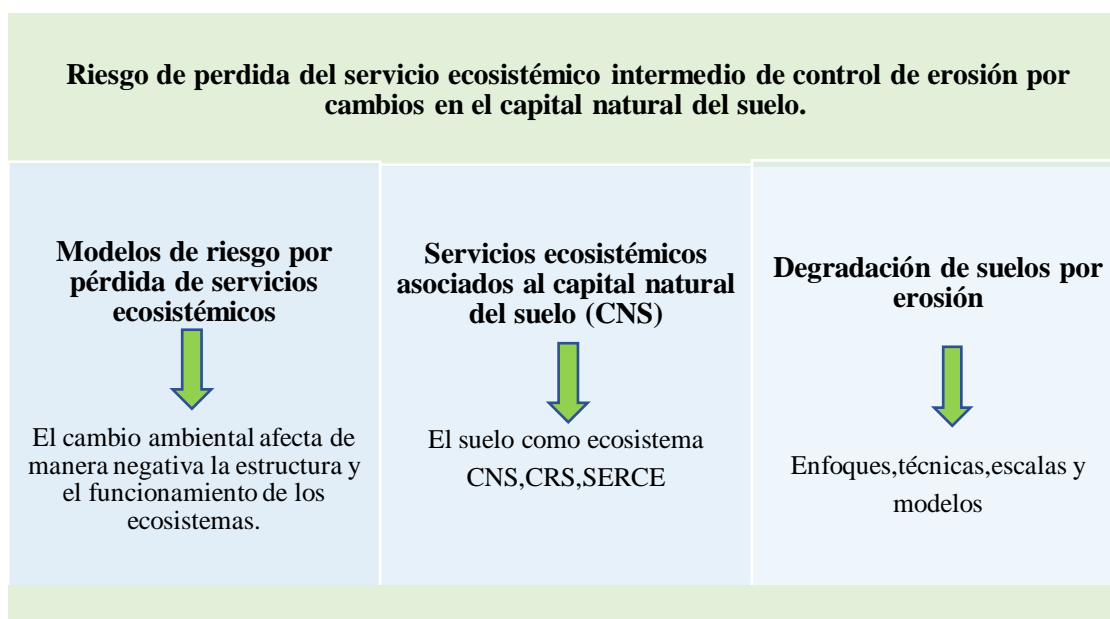 Riesgo de perdida del servicio ecosistémico intermedio de control de erosión por
cambios en el capital natural del suelo.
Modelos de riesgo por
pérdida de servicios
ecosistémicos
El cambio ambiental afecta de
manera negativa la estructura y
el funcionamiento de los
ecosistemas.
Servicios ecosistémicos
asociados al capital natural
del suelo (CNS)
El suelo como ecosistema
CNS,CRS,SERCE
Degradación de suelos por
erosión
Enfoques,técnicas,escalas y
modelos